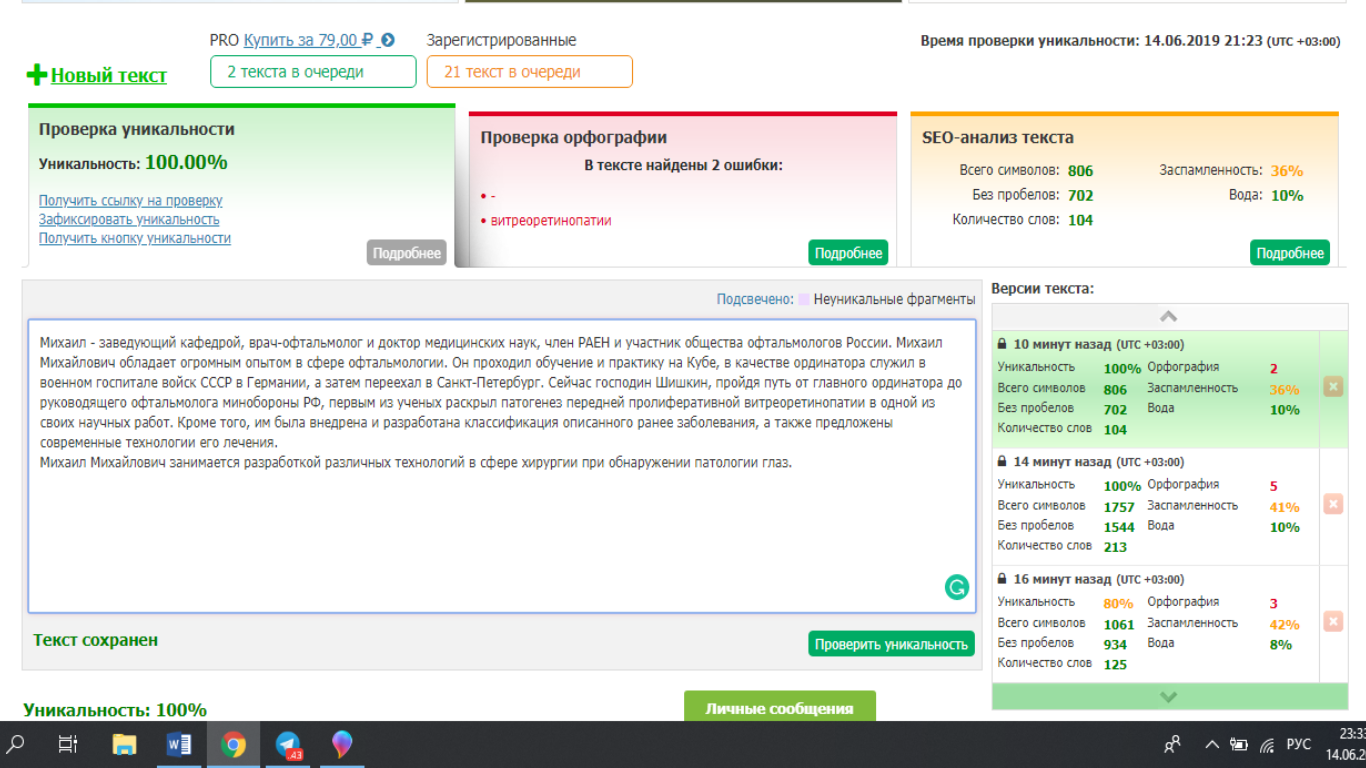 PRO Купить за 79,00 ₽
Зарегистрированные
Время проверки уникальности: 14.06.2019 21:23 (UTC +03:00)
Новый текст
2 текста в очереди
21 текст в очереди
Проверка уникальности
Уникальность: 100.00%
Получить ссылку на проверку
Зафиксировать уникальность
Получить кнопку уникальности
Подробнее
Проверка орфографии
В тексте найдены 2 ошибки:
• -
• витреоретинопатии
Подробнее
SEO-анализ текста
Всего символов: 806 Заспамленность: 36%
Без пробелов: 702 Вода: 10%
Количество слов: 104
Подробнее
Подсвечено: Неуникальные фрагменты
Михаил - заведующий кафедрой, врач-офтальмолог и доктор медицинских наук, член РАЕН и участник общества офтальмологов России. Михаил
Михайлович обладает огромным опытом в сфере офтальмологии. Он проходил обучение и практику на Кубе, в качестве ординатора служил в
военном госпитале войск СССР в Германии, а затем переехал в Санкт-Петербург. Сейчас господин Шишкин, пройдя путь от главного ординатора до
руководящего офтальмолога минобороны РФ, первым из ученых раскрыл патогенез передней пролиферативной витреоретинопатии в одной из
своих научных работ. Кроме того, им была внедрена и разработана классификация описанного ранее заболевания, а также предложены
современные технологии его лечения.
Михаил Михайлович занимается разработкой различных технологий в сфере хирургии при обнаружении патологии глаз.
Текст сохранен
Проверить уникальность
Версии текста:
10 минут назад (UTC +03:00)
Уникальность 100% Орфография 2
Всего символов 806 Заспамленность 36%
Без пробелов 702 Вода 10%
Количество слов 104
14 минут назад (UTC +03:00)
Уникальность 100% Орфография 5
Всего символов 1757 Заспамленность 41%
Без пробелов 1544 Вода 10%
Количество слов 213
16 минут назад (UTC +03:00)
Уникальность 80% Орфография 3
Всего символов 1061 Заспамленность 42%
Без пробелов 934 Вода 8%
Количество слов 125
Уникальность: 100%
Личные сообщения
43
РУС
23:33
14.06.2